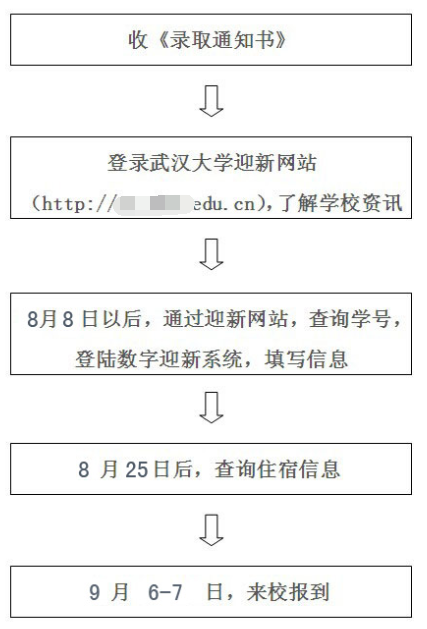 收《录取通知书》
登录武汉大学迎新网站
（http://edu.cn），了解学校资讯
8月8日以后，通过迎新网站，查询学号，
登陆数字迎新系统，填写信息
8 月25日后，查询住宿信息
9 月 6-7 日，来校报到